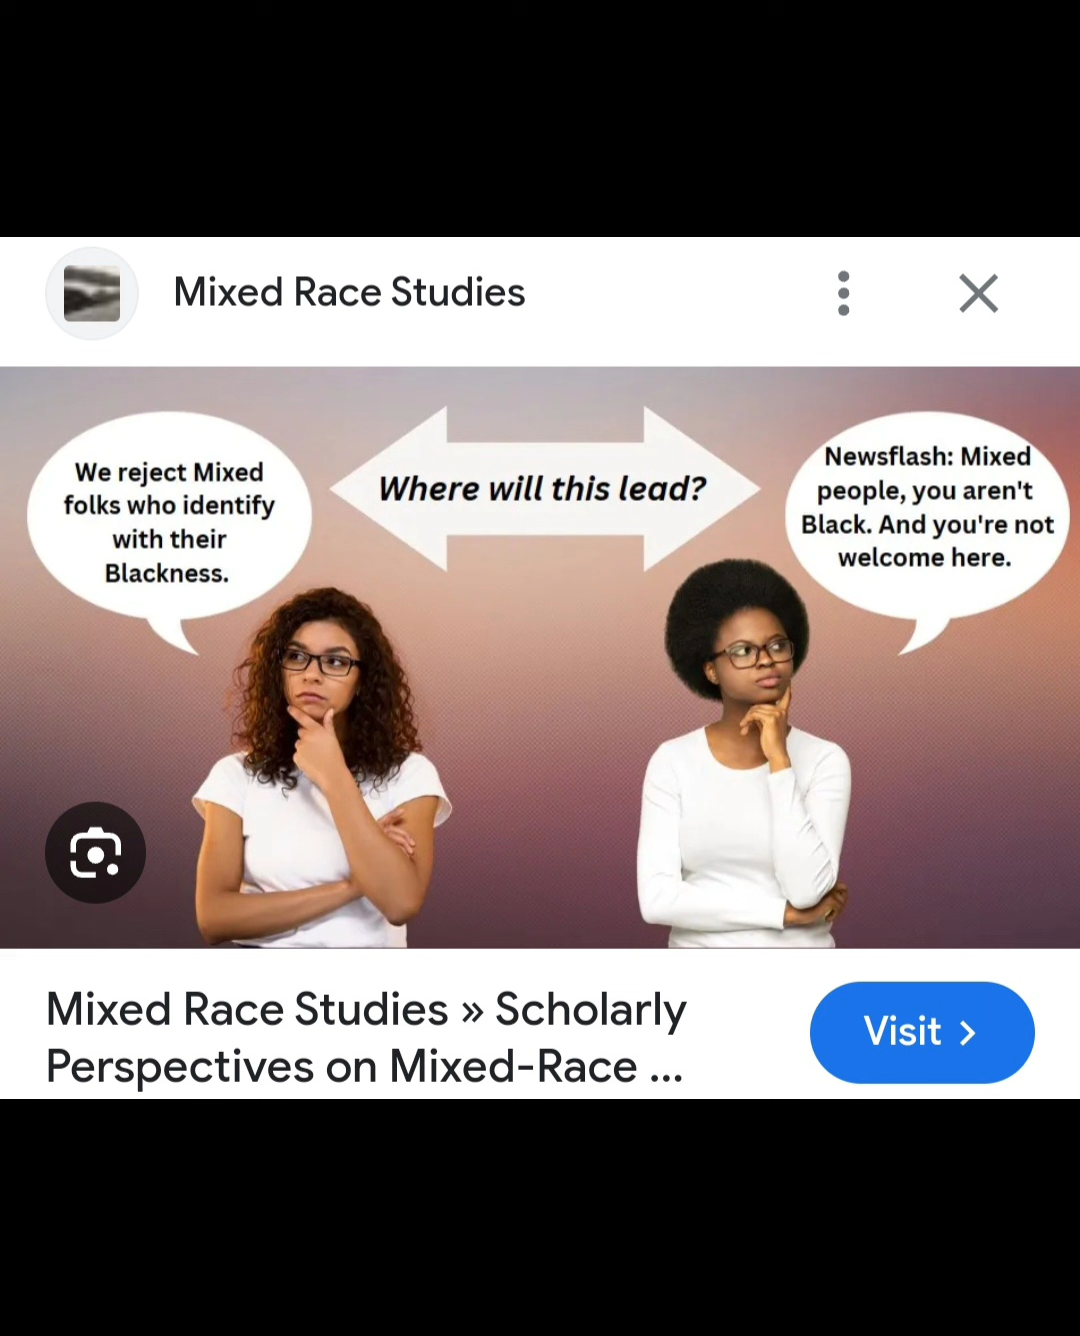 Mixed Race Studies
We reject Mixed
folks who identify
with their
Blackness.
Where will this lead?
Newsflash: Mixed
people, you aren't
Black. And you're not
welcome here.
Mixed Race Studies » Scholarly
Perspectives on Mixed-Race ...
Visit